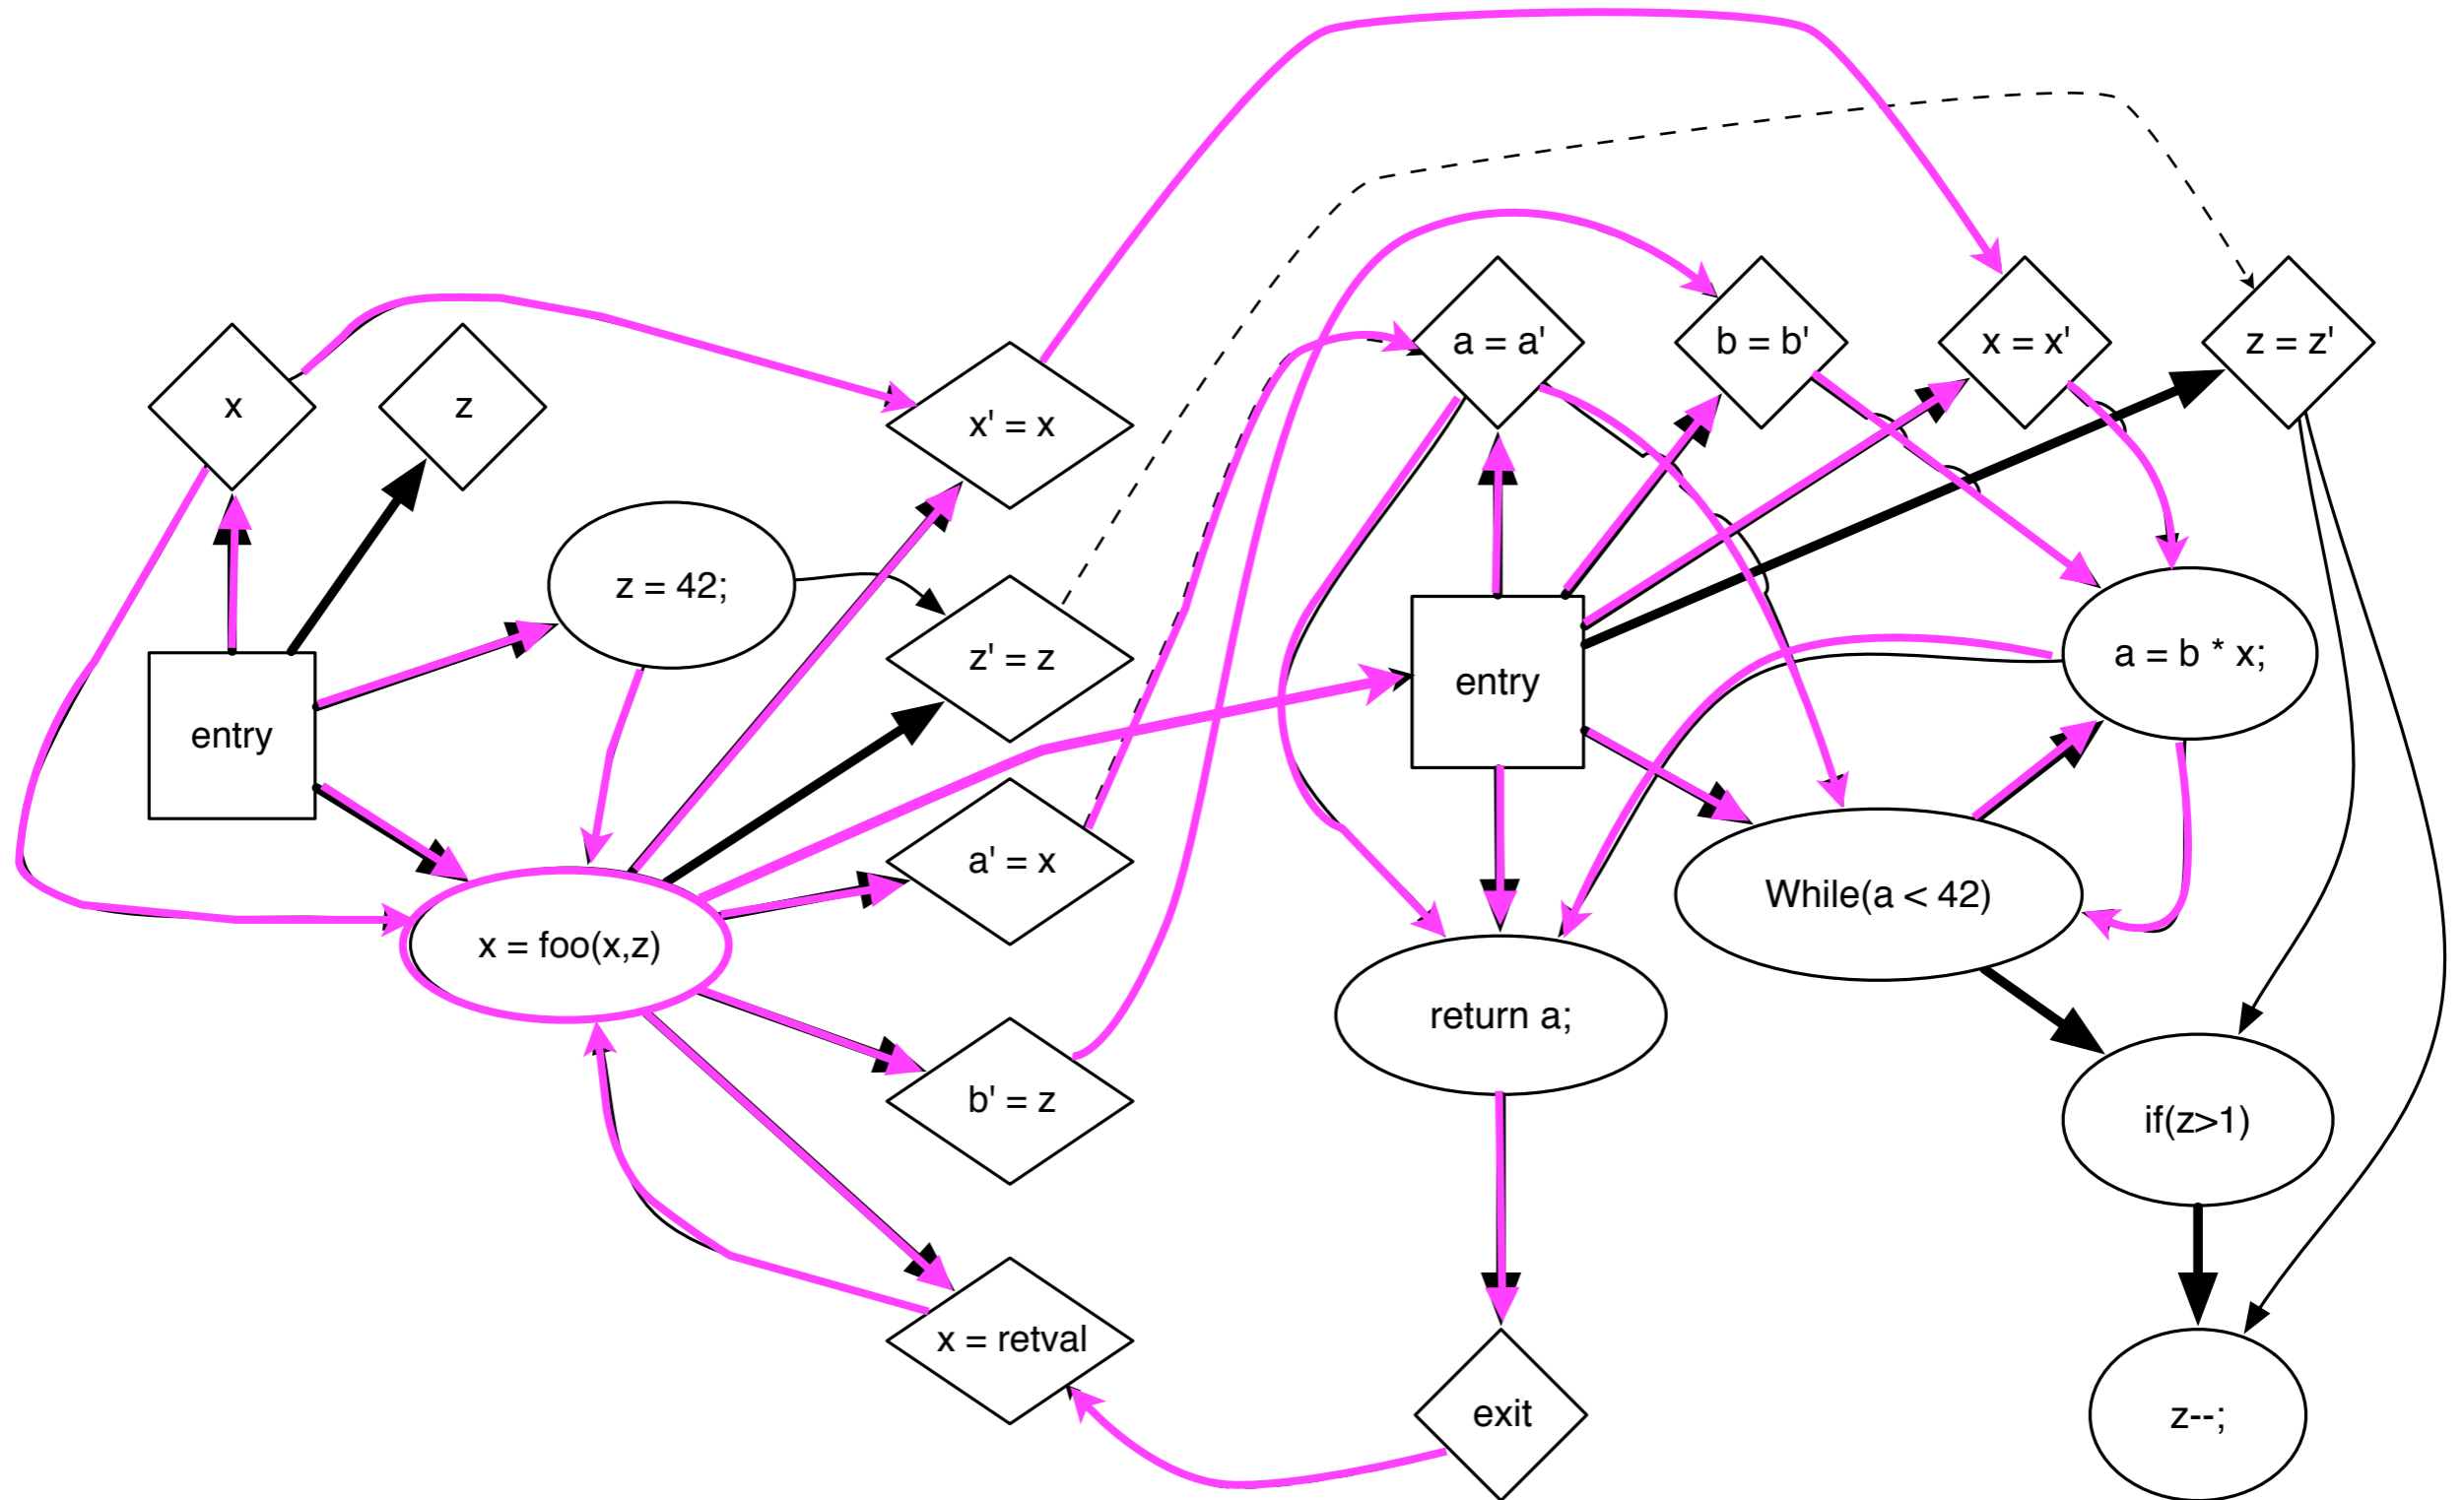 x
z
x' = x
a = a'
b = b'
x = x'
z = z'
z = 42;
z' = z
entry
entry
a = b * x;
a' = x
x = foo(x,z)
While(a < 42)
return a;
b' = z
if(z>1)
x = retval
exit
z--;